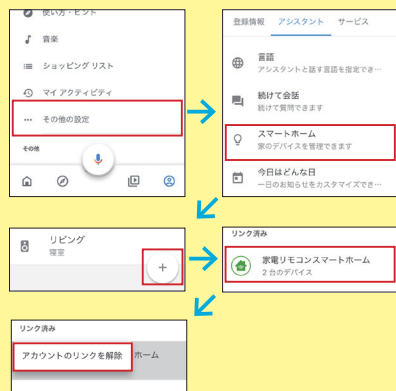 使い方・ヒント
音楽
ショッピング リスト
マイ アクティビティ
その他の設定
その他
登録情報 アシスタント サービス
言語
アシスタントと話す言語を指定でき…
続けて会話
続けて質問できます
スマートホーム
家のデバイスを管理できます
今日はどんな日
一日のお知らせをカスタマイズでき…
リビング
寝室
リンク済み
家電リモコンスマートホーム
2 台のデバイス
リンク済み
アカウントのリンクを解除 ホーム